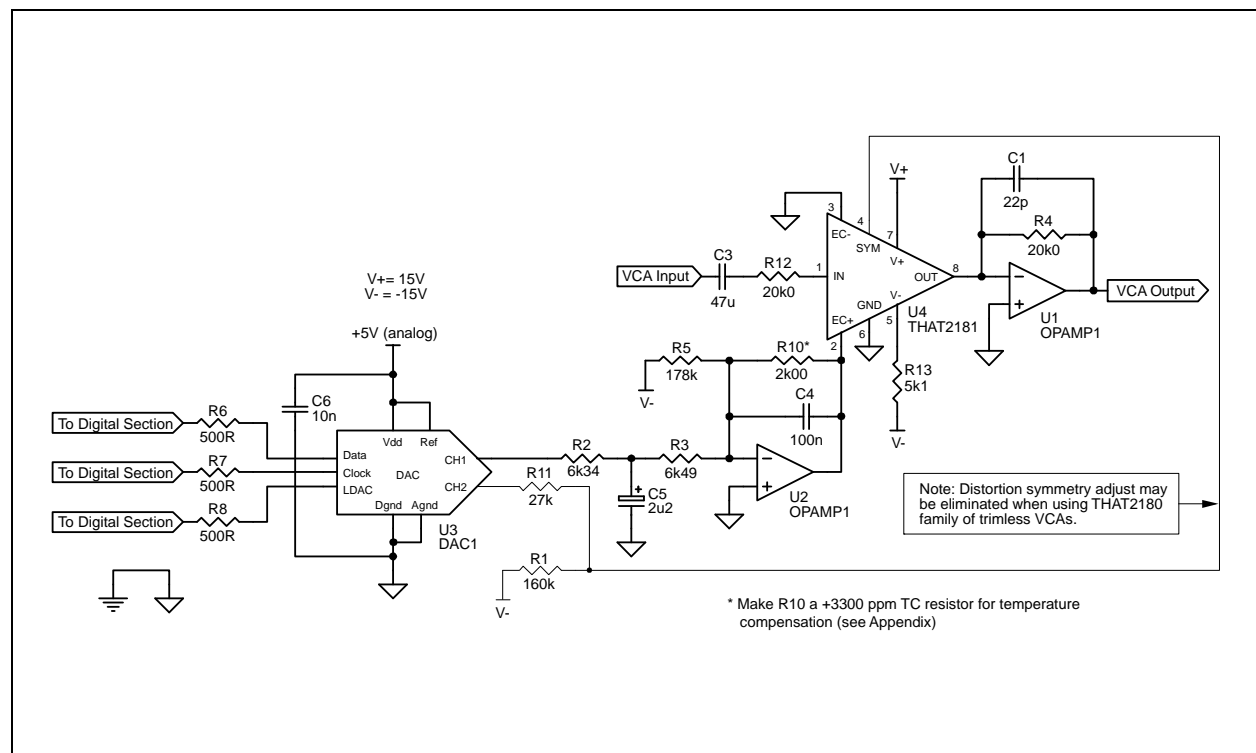 V+
C1
22p
R4
20k0
3
4
7
EC-
SYM
V+
C3
47u
R12
20k0
VCA Input
1
IN
OUT
8
VCA Output
V-
GND
EC+
U4
THAT2181
5
6
2
U1
OPAMP1
V+= 15V
V- = -15V
+5V (analog)
R5
178k
V-
R10*
2k00
R13
5k1
V-
C4
100n
C6
10n
To Digital Section
R6
500R
To Digital Section
R7
500R
To Digital Section
R8
500R
Vdd
Ref
Data
Clock
LDAC
DAC
CH1
CH2
Dgnd
Agnd
U3
DAC1
R2
6k34
R3
6k49
R11
27k
C5
2u2
U2
OPAMP1
Note: Distortion symmetry adjust may
be eliminated when using THAT2180
family of trimless VCAs.
R1
160k
V-
* Make R10 a +3300 ppm TC resistor for temperature
compensation (see Appendix)